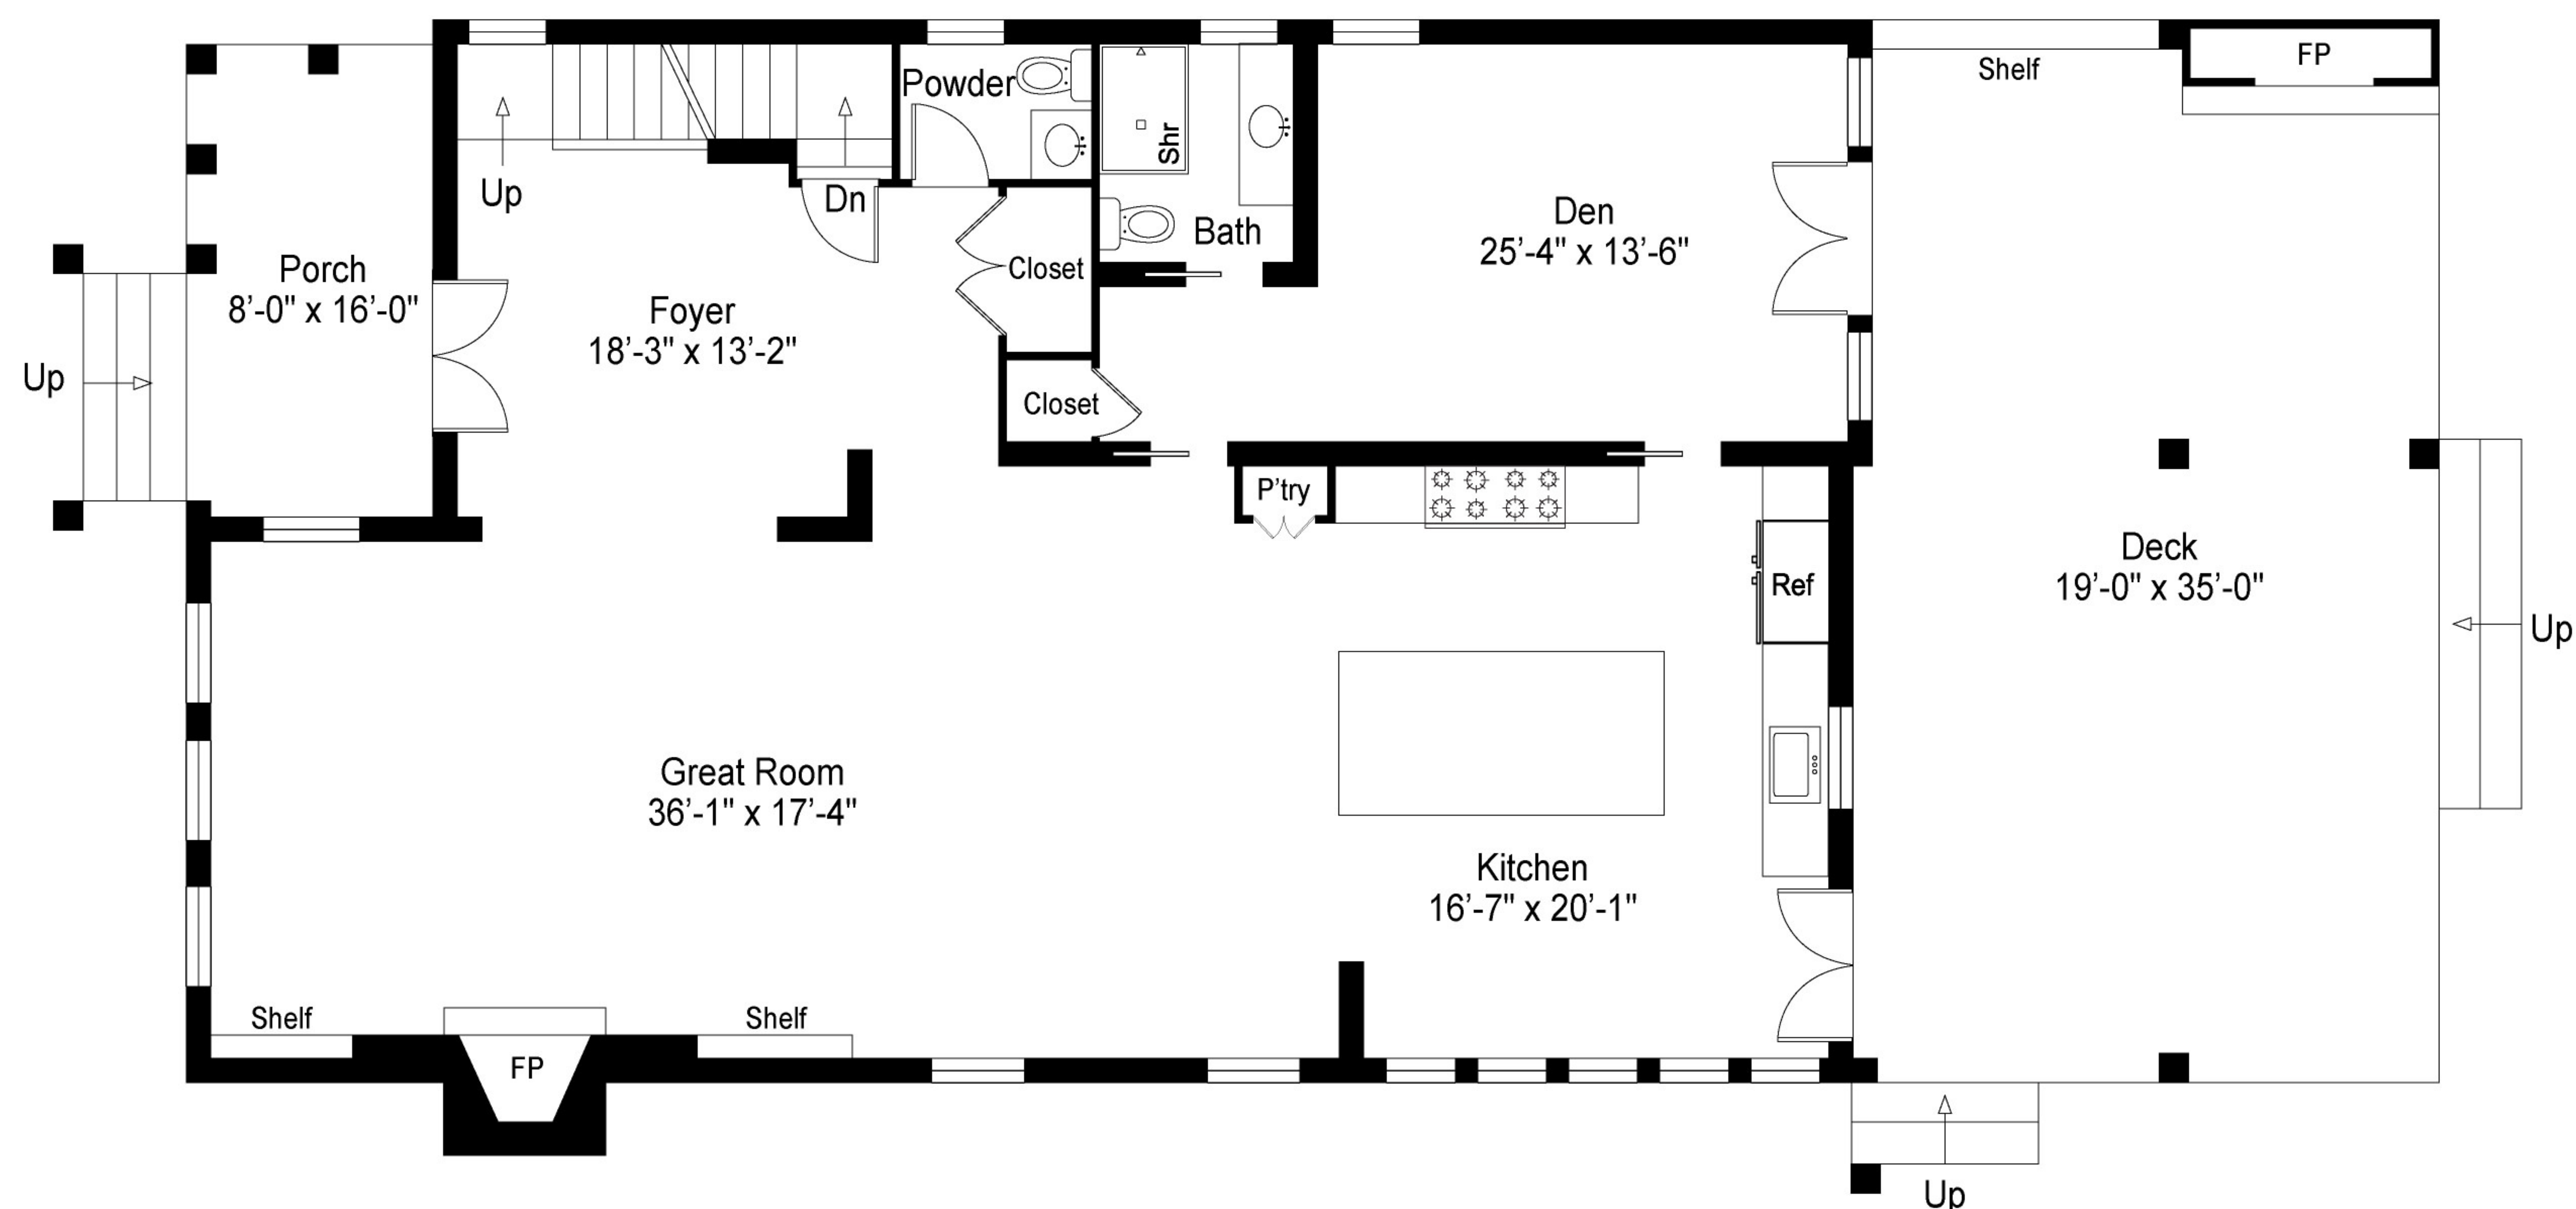 FP
Shelf
Powder
Shr
Up
Dn
Bath
Den
25'-4" x 13'-6"
Porch
8'-0" x 16'-0"
Closet
Foyer
18'-3" x 13'-2"
Up
Closet
P'try
Ref
Deck
19'-0" x 35'-0"
Up
Great Room
36'-1" x 17'-4"
Kitchen
16'-7" x 20'-1"
Shelf
Shelf
FP
Up